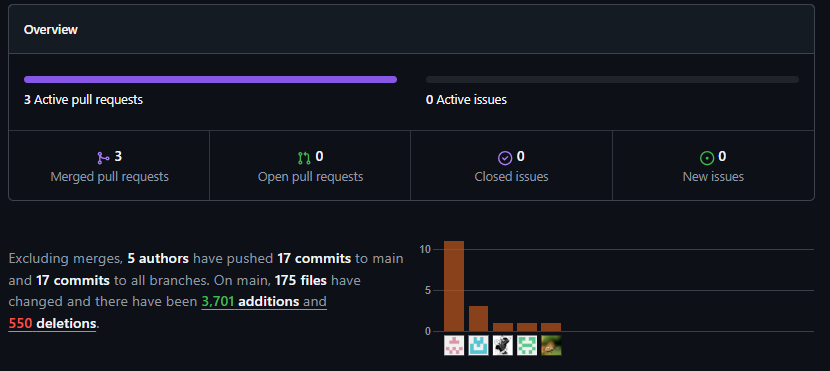 Overview
3 Active pull requests
0 Active issues
3
Merged pull requests
0
Open pull requests
0
Closed issues
0
New issues
Excluding merges, 5 authors have pushed 17 commits to main
and 17 commits to all branches. On main, 175 files have
changed and there have been 3,701 additions and
550 deletions.
10
5
0